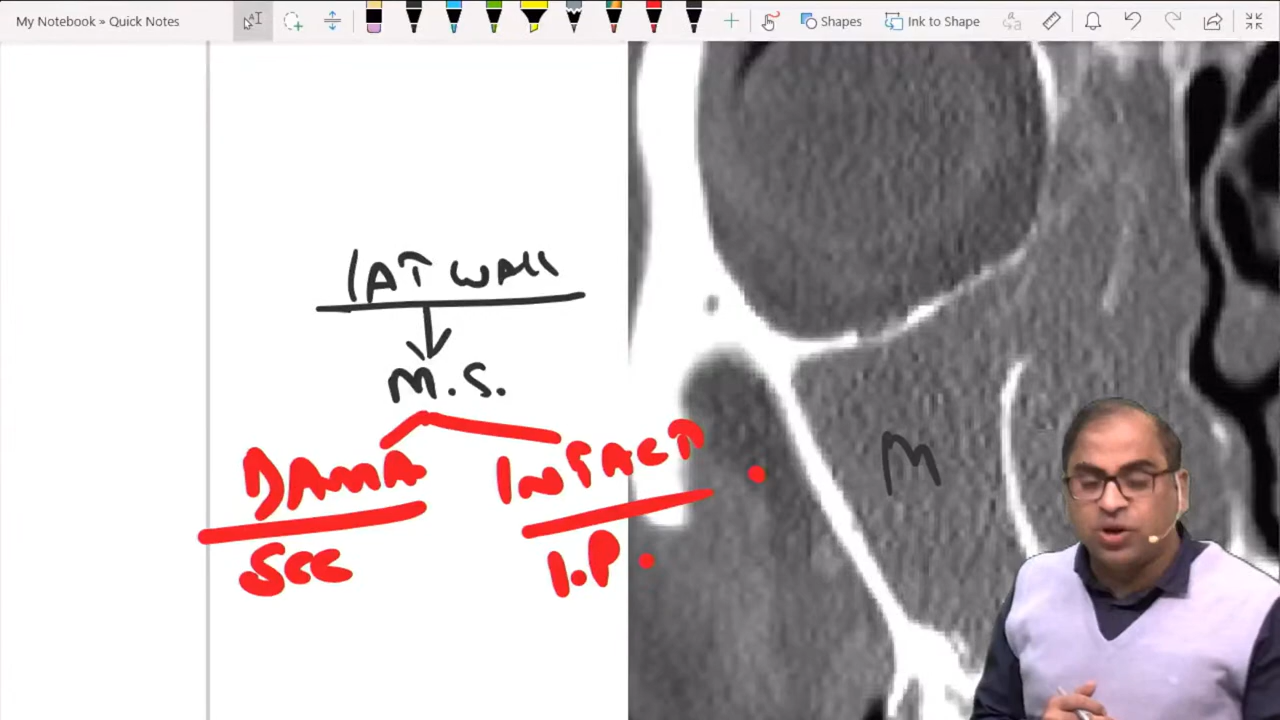 My Notebook » Quick Notes
Shapes
Ink to Shape
LAT WALL
M.S.
DAMA INTACT
SCC I.P.
M